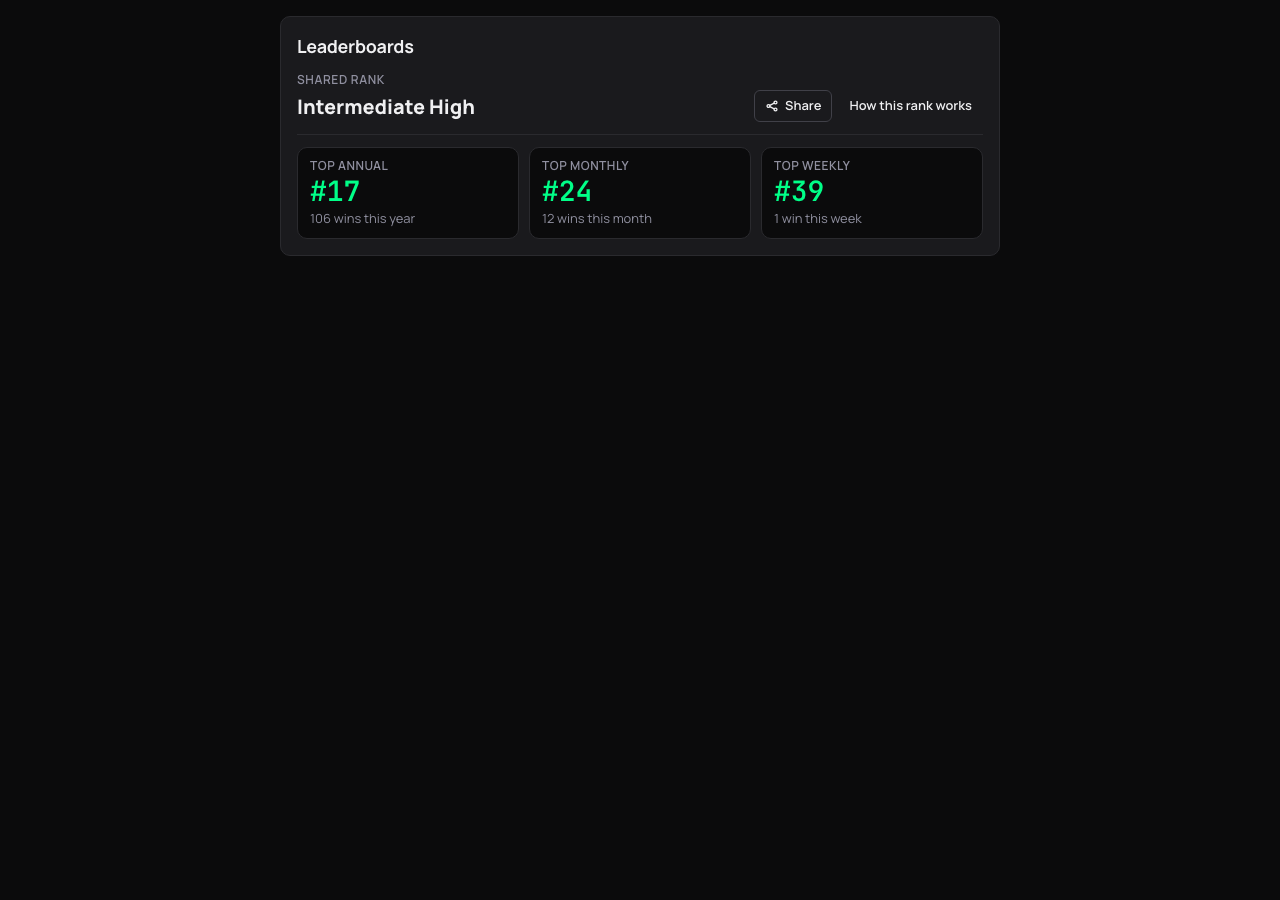 Leaderboards
SHARED RANK
Intermediate High
Share
How this rank works
TOP ANNUAL
#17
106 wins this year
TOP MONTHLY
#24
12 wins this month
TOP WEEKLY
#39
1 win this week